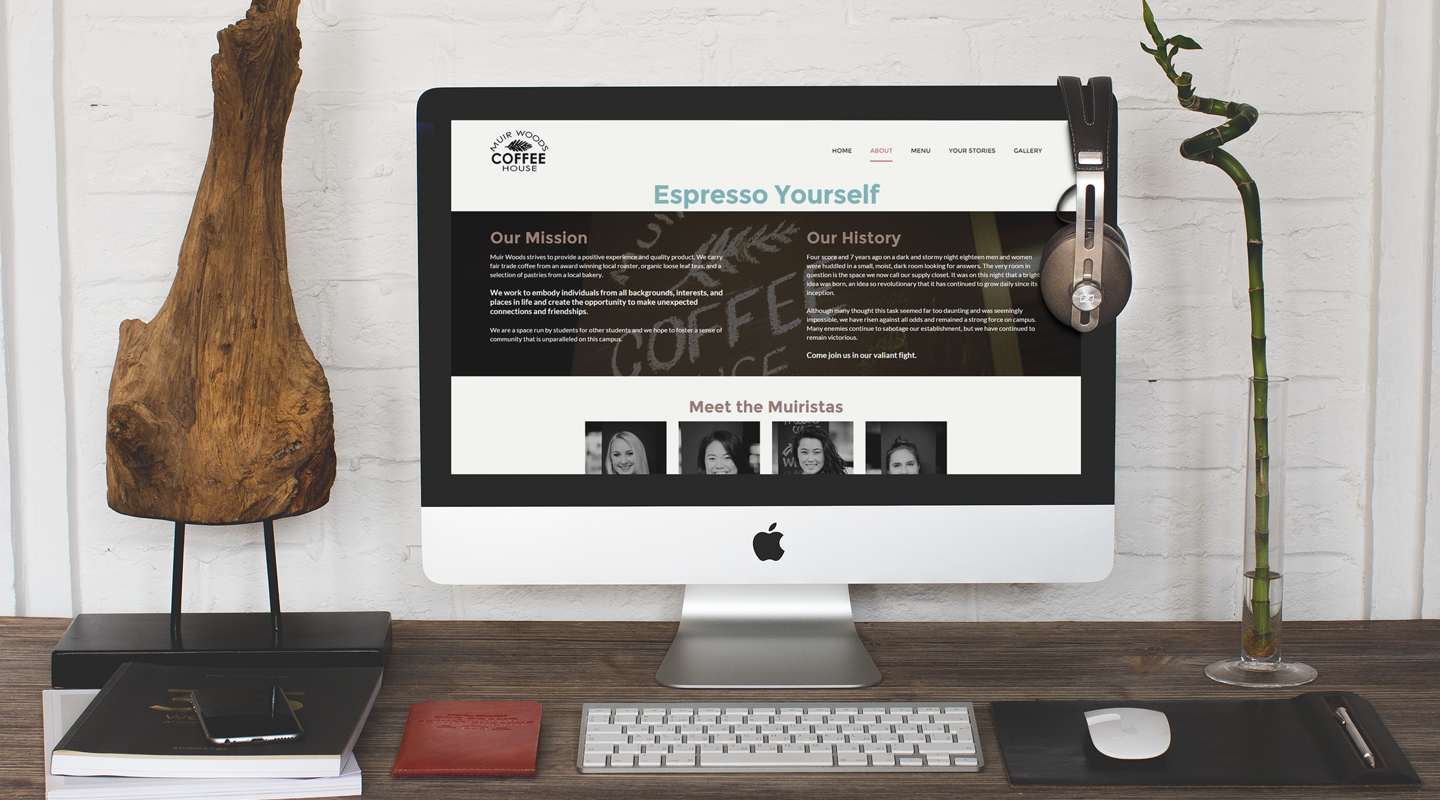 MUIR WOODS
COFFEE
HOUSE
HOME ABOUT MENU YOUR STORIES GALLERY
Espresso Yourself
Our Mission
Muir Woods strives to provide a positive experience and quality product. We carry
fair trade coffee from an award winning local roaster, organic loose leaf teas, and a
selection of pastries from a local bakery.
We work to embody individuals from all backgrounds, interests, and
places in life and create the opportunity to make unexpected
connections and friendships.
We are a space run by students for other students and we hope to foster a sense of
community that is unparalleled on this campus.
Our History
Four score and 7 years ago on a dark and stormy night eighteen men and women
were huddled in a small, moist, dark room looking for answers. The very room in
question is the space we now call our supply closet. It was on this night that a bright
idea was born, an idea so revolutionary that it has continued to grow daily since its
inception.
Although many thought this task seemed far too daunting and was seemingly
impossible, we have risen against all odds and remained a strong force on campus.
Many enemies continue to sabotage our establishment, but we have continued to
remain victorious.
Come join us in our valiant fight.
COFFEE
Meet the Muiristas